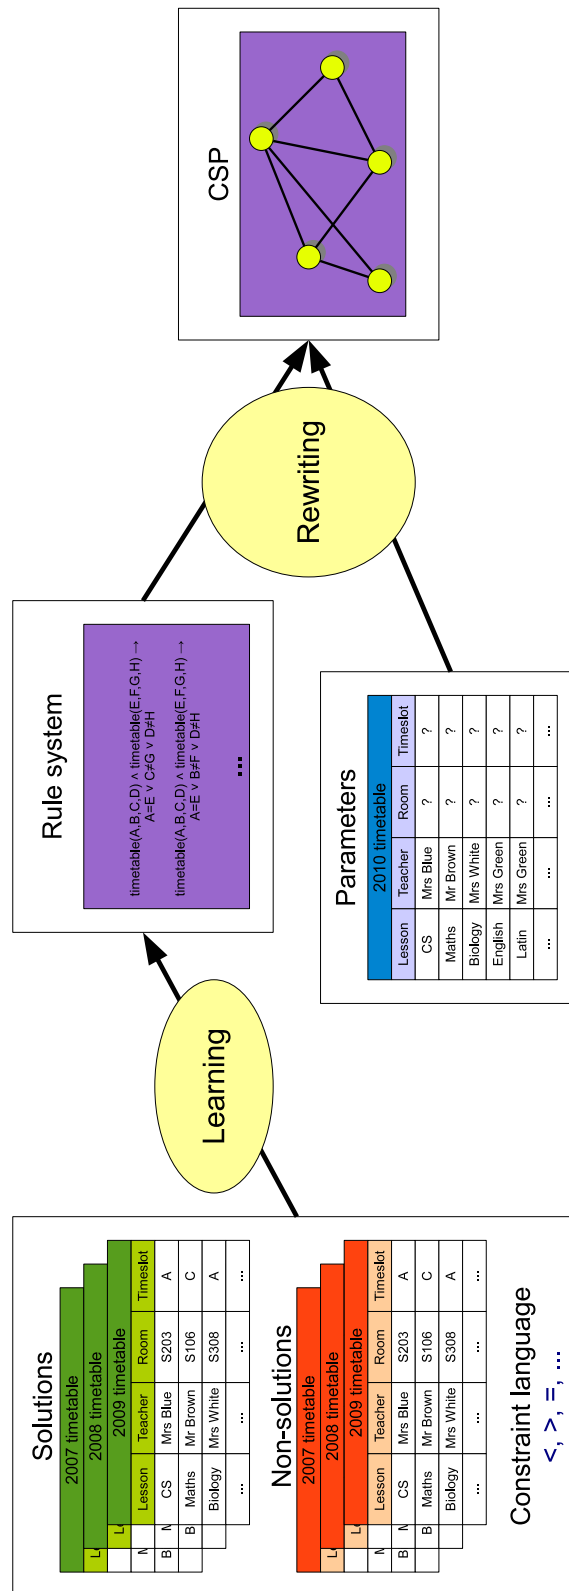 Solutions
2007 timetable
2008 timetable
2009 timetable
Lesson Teacher Room Timeslot
CS Mrs Blue S203 A
Maths Mr Brown S106 C
Biology Mrs White S308 A
... ... ... ...
Non-solutions
2007 timetable
2008 timetable
2009 timetable
Lesson Teacher Room Timeslot
CS Mrs Blue S203 A
Maths Mr Brown S106 C
Biology Mrs White S308 A
... ... ... ...
Constraint language
<, >, =, ...
Learning
Rule system
timetable(A,B,C,D) ∧ timetable(E,F,G,H) →
A=E ∨ C≠G ∨ D≠H
timetable(A,B,C,D) ∧ timetable(E,F,G,H) →
A=E ∨ B≠F ∨ D≠H
...
Parameters
2010 timetable
Lesson Teacher Room Timeslot
CS Mrs Blue ? ?
Maths Mr Brown ? ?
Biology Mrs White ? ?
English Mrs Green ? ?
Latin Mrs Green ? ?
... ... ... ...
Rewriting
CSP